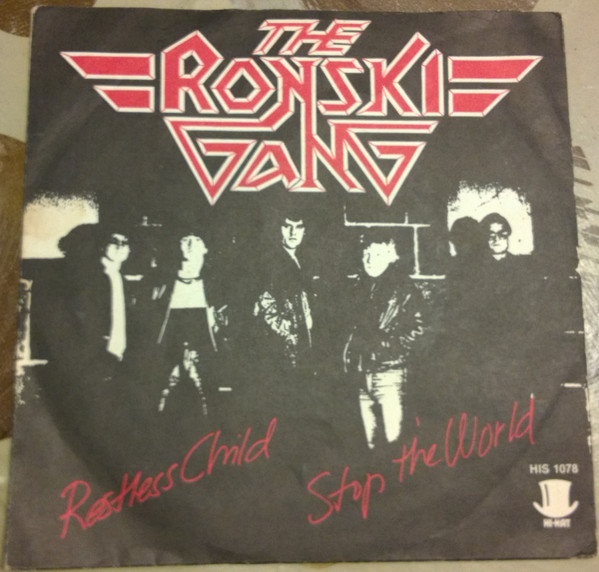 THE
RONSKI
GANG
Restless Child
Stop the World
HIS 1078
HI-HAT